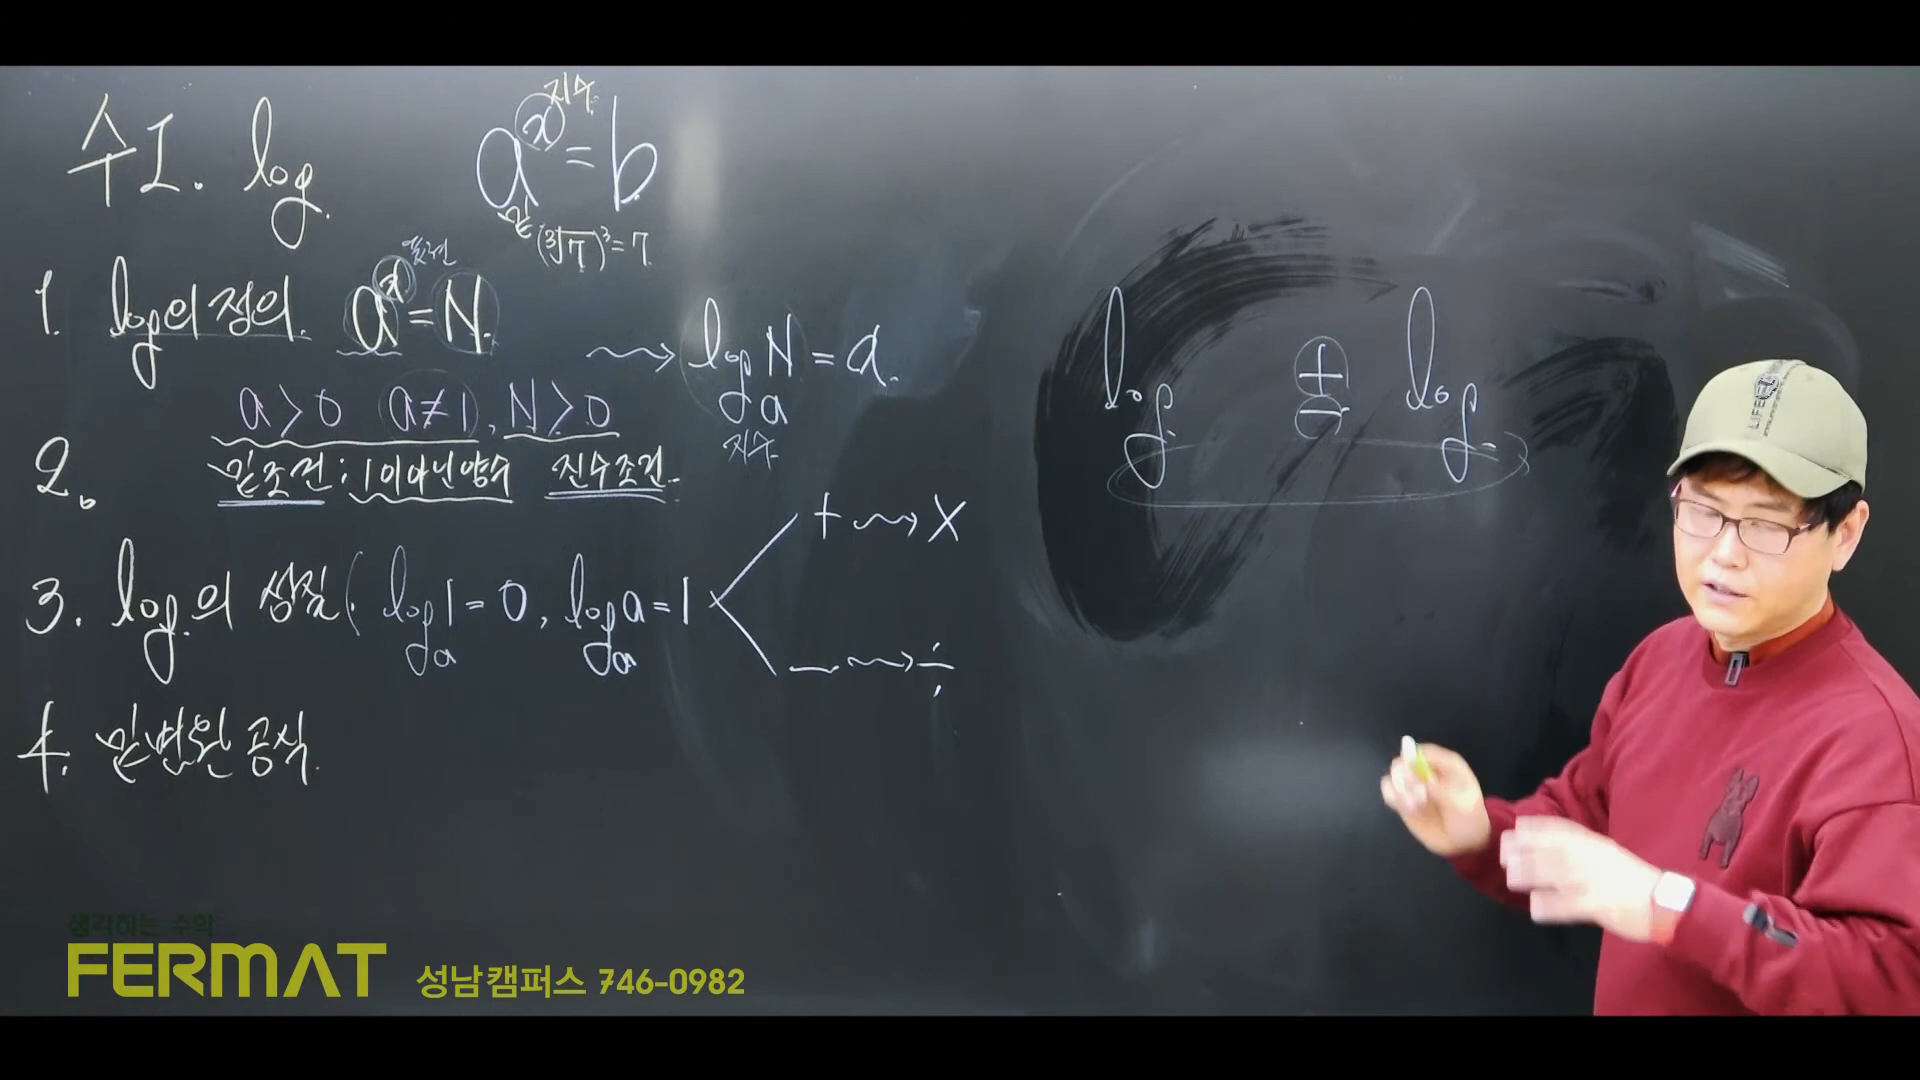 수I. log.
a^x = b
지수
밑
(³√7)³ = 7
1. log의 정의. a^x = N.
⇝ log_a N = x.
a>0 a≠1, N>0
2.
밑조건 : 1이아닌양수 진수조건.
3. log의 성질( log_a 1 = 0, log_a a = 1
+ ⇝ ×
− ⇝ ÷
4. 밑변환 공식.
log + − log
LIFE
생각하는 수학
FERMAT 성남캠퍼스 746-0982